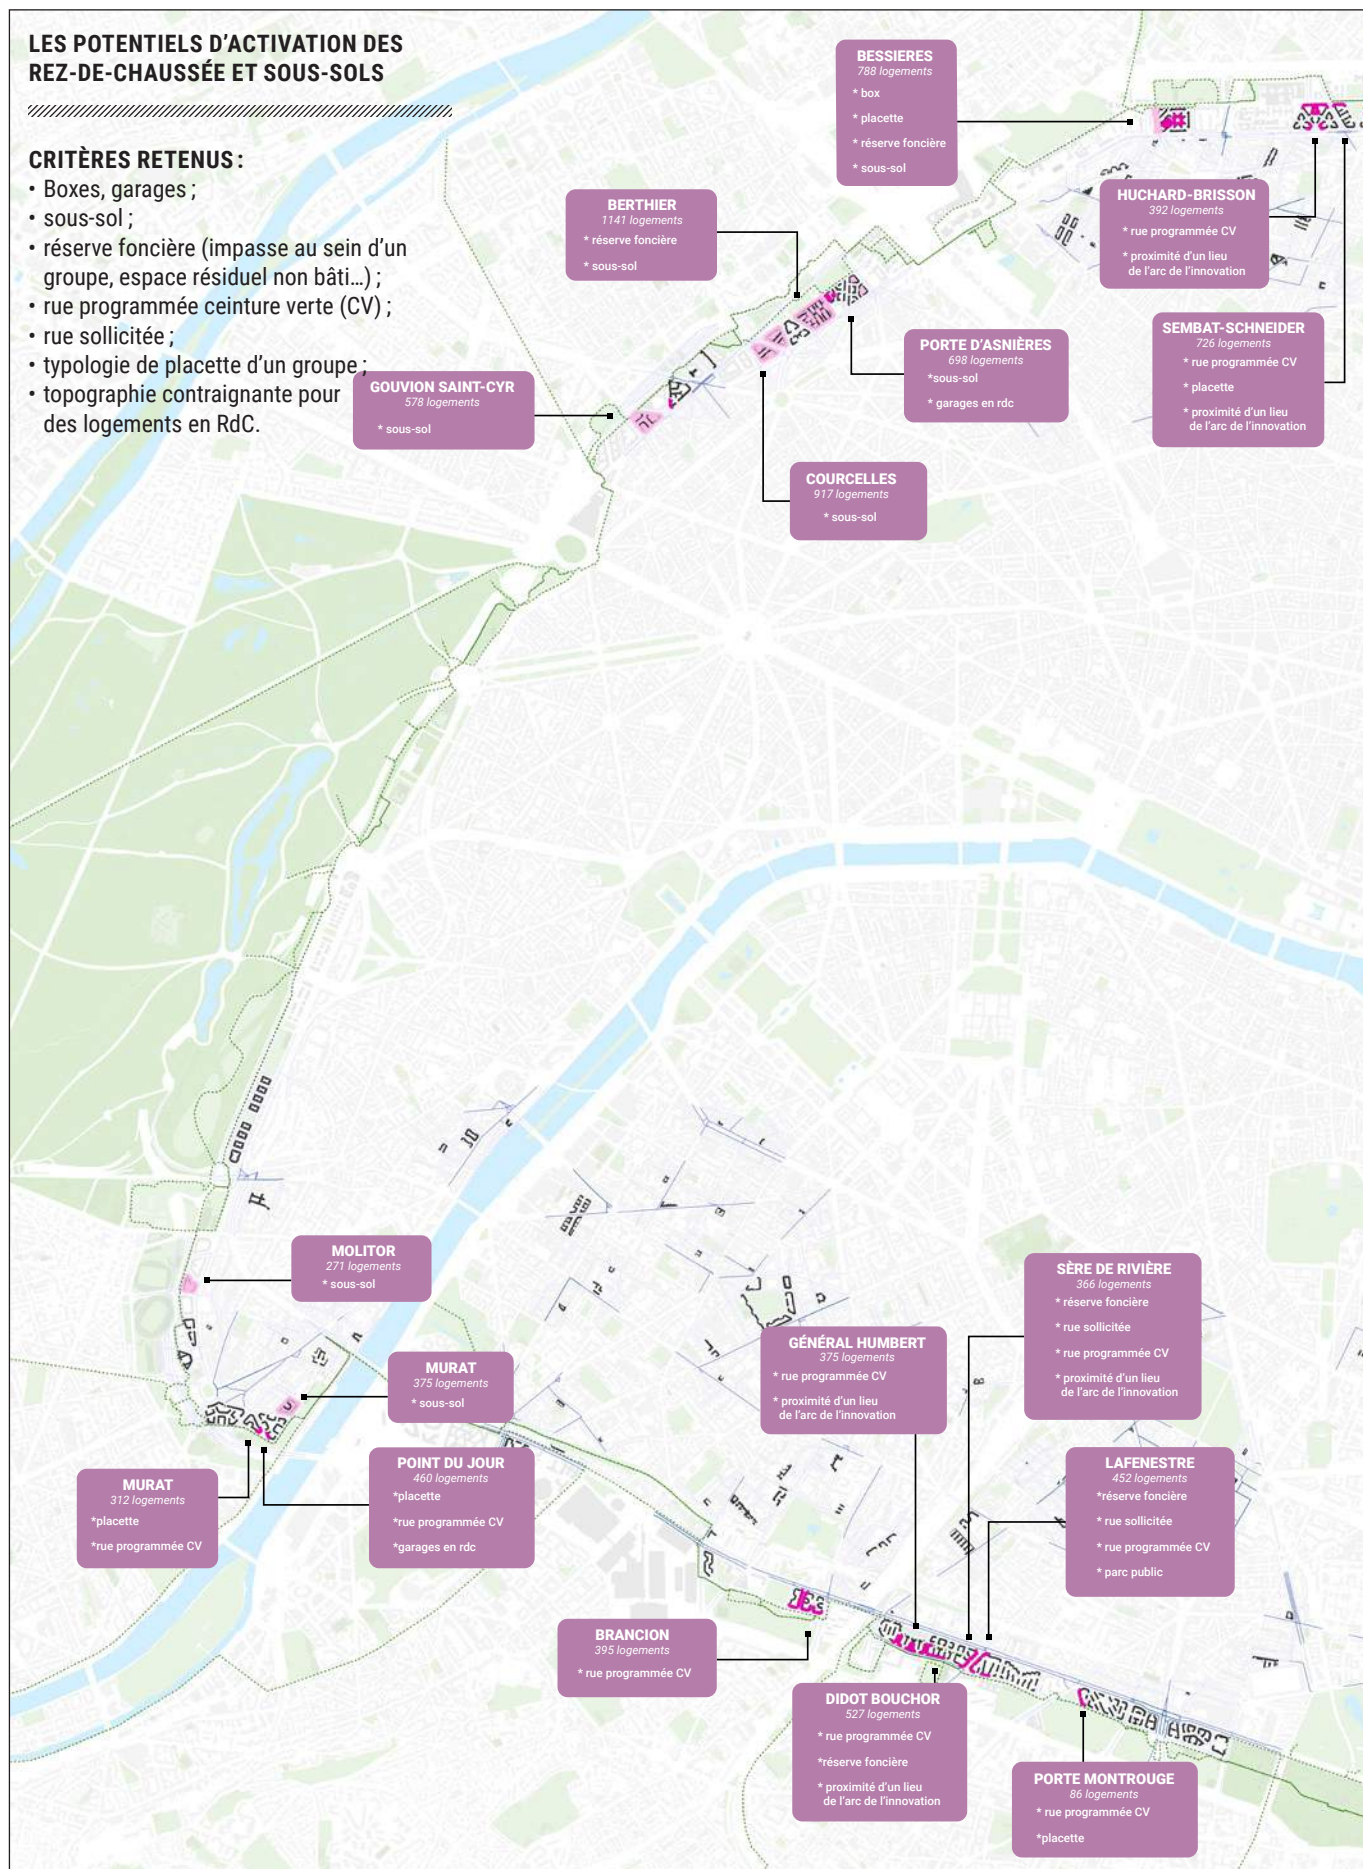 LES POTENTIELS D'ACTIVATION DES
REZ-DE-CHAUSSÉE ET SOUS-SOLS
CRITÈRES RETENUS :
• Boxes, garages ;
• sous-sol ;
• réserve foncière (impasse au sein d'un
groupe, espace résiduel non bâti…) ;
• rue programmée ceinture verte (CV) ;
• rue sollicitée ;
• typologie de placette d'un groupe ;
• topographie contraignante pour
des logements en RdC.
BESSIERES
788 logements
* box
* placette
* réserve foncière
* sous-sol
BERTHIER
1141 logements
* réserve foncière
* sous-sol
HUCHARD-BRISSON
392 logements
* rue programmée CV
* proximité d'un lieu
de l'arc de l'innovation
SEMBAT-SCHNEIDER
726 logements
* rue programmée CV
* placette
* proximité d'un lieu
de l'arc de l'innovation
PORTE D'ASNIÈRES
698 logements
*sous-sol
* garages en rdc
GOUVION SAINT-CYR
578 logements
* sous-sol
COURCELLES
917 logements
* sous-sol
MOLITOR
271 logements
* sous-sol
MURAT
375 logements
* sous-sol
MURAT
312 logements
*placette
*rue programmée CV
POINT DU JOUR
460 logements
*placette
*rue programmée CV
*garages en rdc
GÉNÉRAL HUMBERT
375 logements
* rue programmée CV
* proximité d'un lieu
de l'arc de l'innovation
SÈRE DE RIVIÈRE
366 logements
* réserve foncière
* rue sollicitée
* rue programmée CV
* proximité d'un lieu
de l'arc de l'innovation
LAFENESTRE
452 logements
*réserve foncière
* rue sollicitée
* rue programmée CV
* parc public
BRANCION
395 logements
* rue programmée CV
DIDOT BOUCHOR
527 logements
* rue programmée CV
*réserve foncière
* proximité d'un lieu
de l'arc de l'innovation
PORTE MONTROUGE
86 logements
* rue programmée CV
*placette